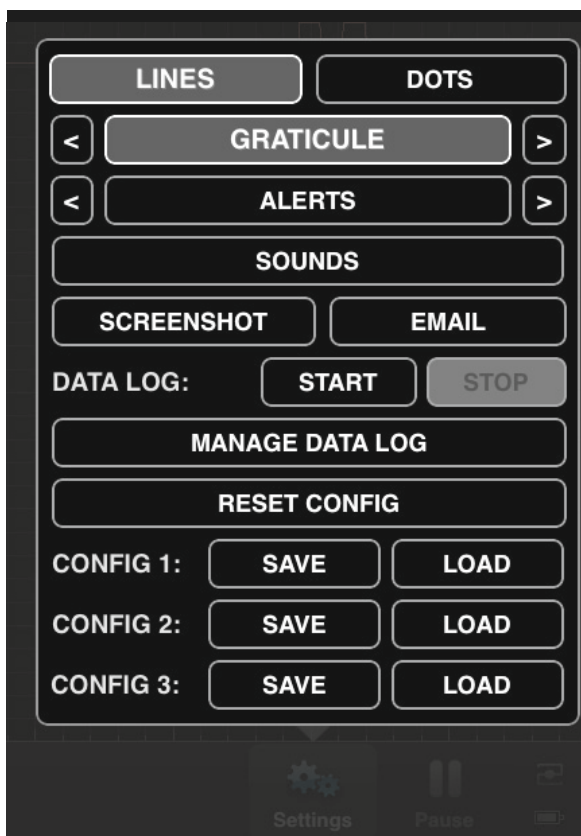 LINES DOTS
< GRATICULE >
< ALERTS >
SOUNDS
SCREENSHOT EMAIL
DATA LOG: START STOP
MANAGE DATA LOG
RESET CONFIG
CONFIG 1: SAVE LOAD
CONFIG 2: SAVE LOAD
CONFIG 3: SAVE LOAD
Settings Pause